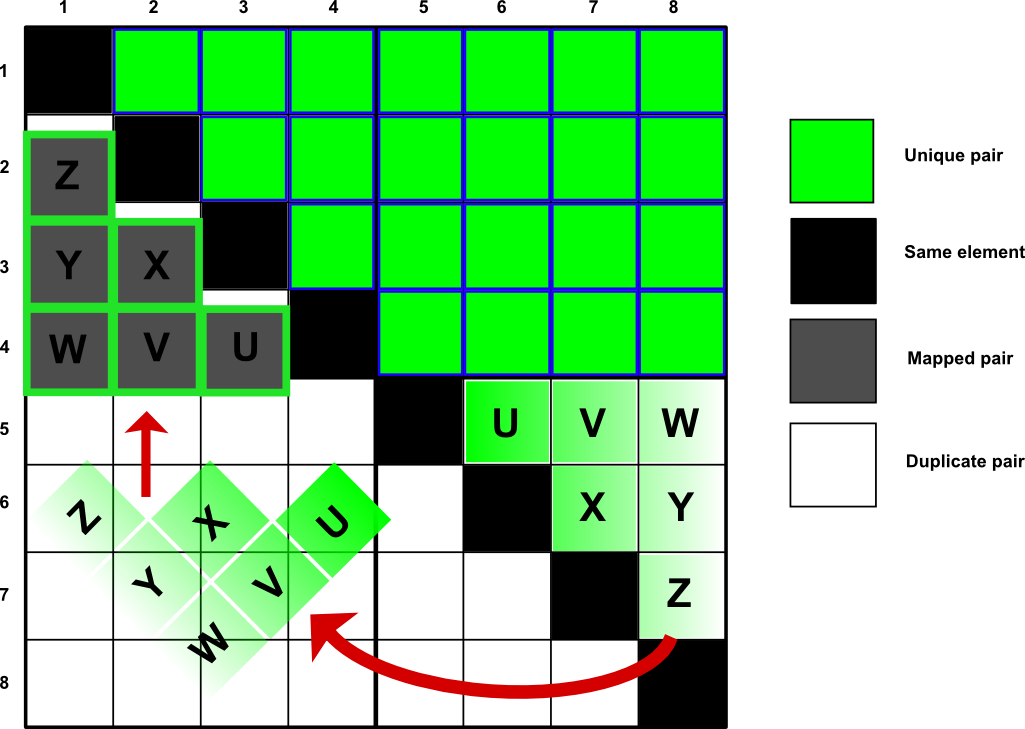 1 2 3 4 5 6 7 8
1
2 Z
Unique pair
3 Y X
Same element
4 W V U
Mapped pair
5 U V W
Duplicate pair
6 Z X U X Y
7 Y V Z
W
8